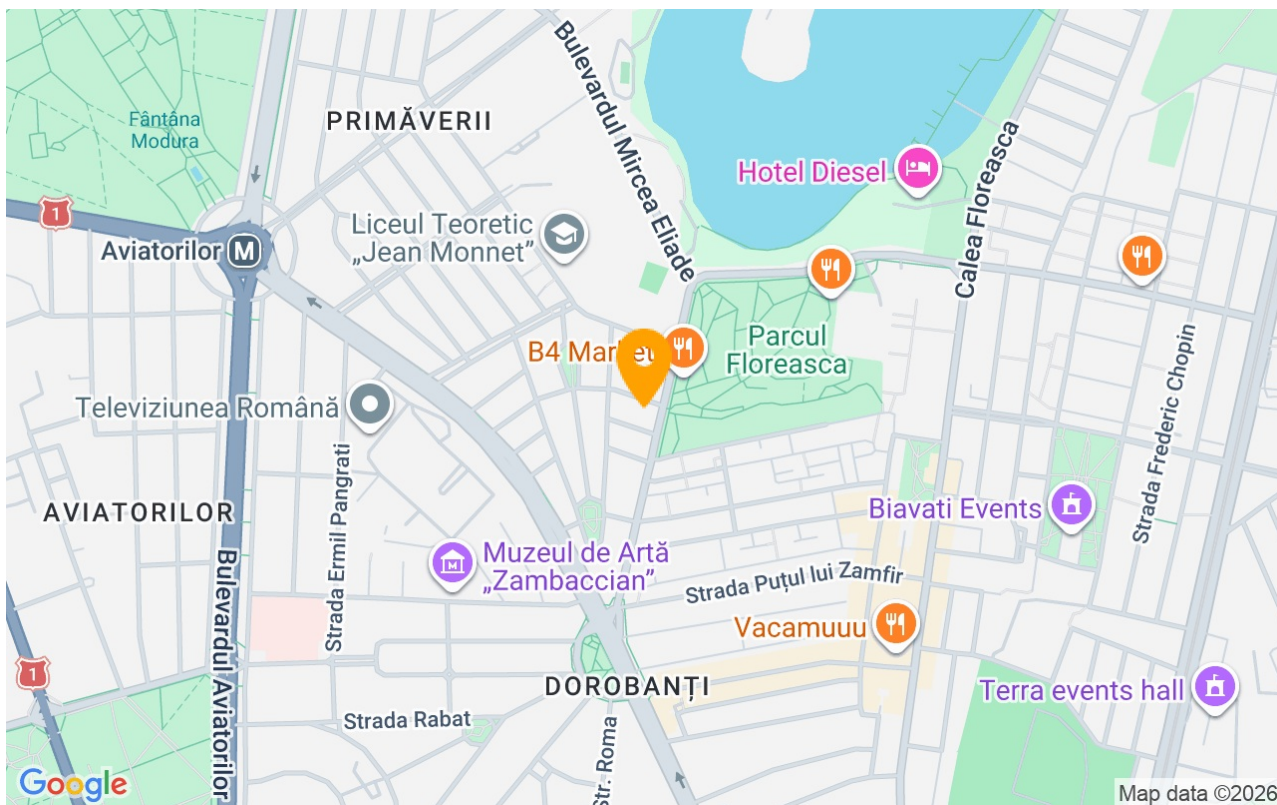 Fântâna
Modura
PRIMĂVERII
Bulevardul Mircea Eliade
Hotel Diesel
Calea Floreasca
1
Liceul Teoretic
„Jean Monnet”
Aviatorilor
M
B4 Market
Parcul
Floreasca
Televiziunea Română
Strada Frederic Chopin
Strada Ermil Pangrati
AVIATORILOR
Biavati Events
Muzeul de Artă
„Zambaccian”
Strada Puțul lui Zamfir
Bulevardul Aviatorilor
Vacamuuu
1
DOROBANȚI
Terra events hall
Strada Rabat
Str. Roma
Google
Map data ©2026